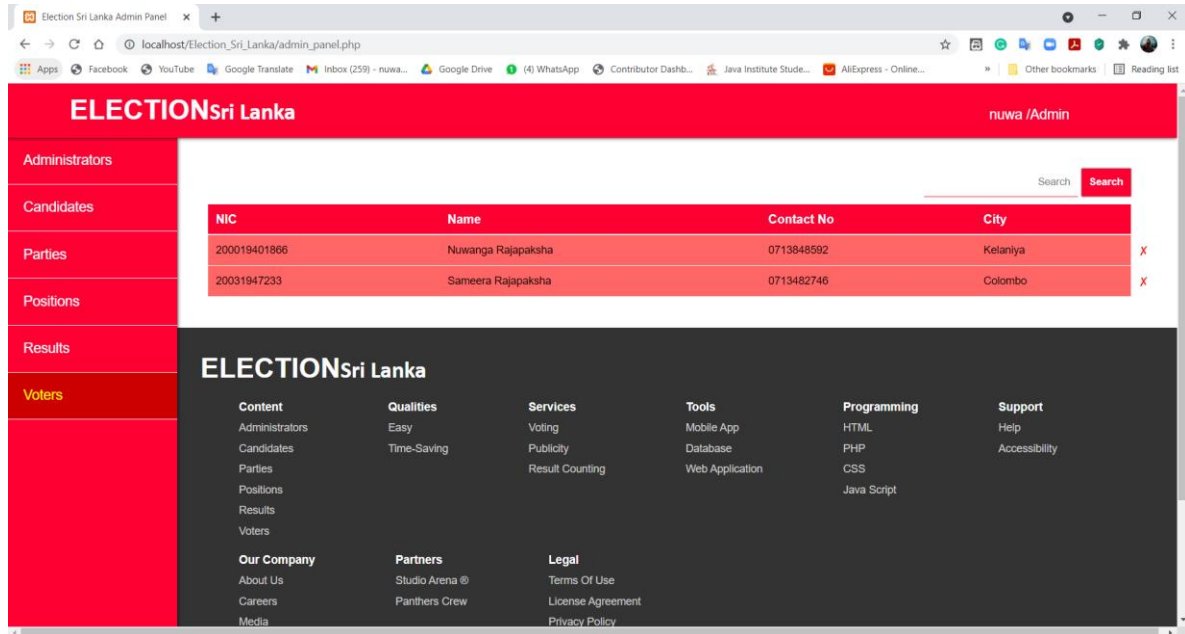 Election Sri Lanka Admin Panel
localhost/Election_Sri_Lanka/admin_panel.php
Apps Facebook YouTube Google Translate Inbox (259) - nuwa... Google Drive (4) WhatsApp Contributor Dashb... Java Institute Stude... AliExpress - Online... » Other bookmarks Reading list
ELECTIONSri Lanka
nuwa /Admin
Administrators
Candidates
Parties
Positions
Results
Voters
Search Search
NIC Name Contact No City
200019401866 Nuwanga Rajapaksha 0713848592 Kelaniya ✗
20031947233 Sameera Rajapaksha 0713482746 Colombo ✗
ELECTIONSri Lanka
Content Qualities Services Tools Programming Support
Administrators Easy Voting Mobile App HTML Help
Candidates Time-Saving Publicity Database PHP Accessibility
Parties Result Counting Web Application CSS
Positions Java Script
Results
Voters
Our Company Partners Legal
About Us Studio Arena ® Terms Of Use
Careers Panthers Crew License Agreement
Media Privacy Policy